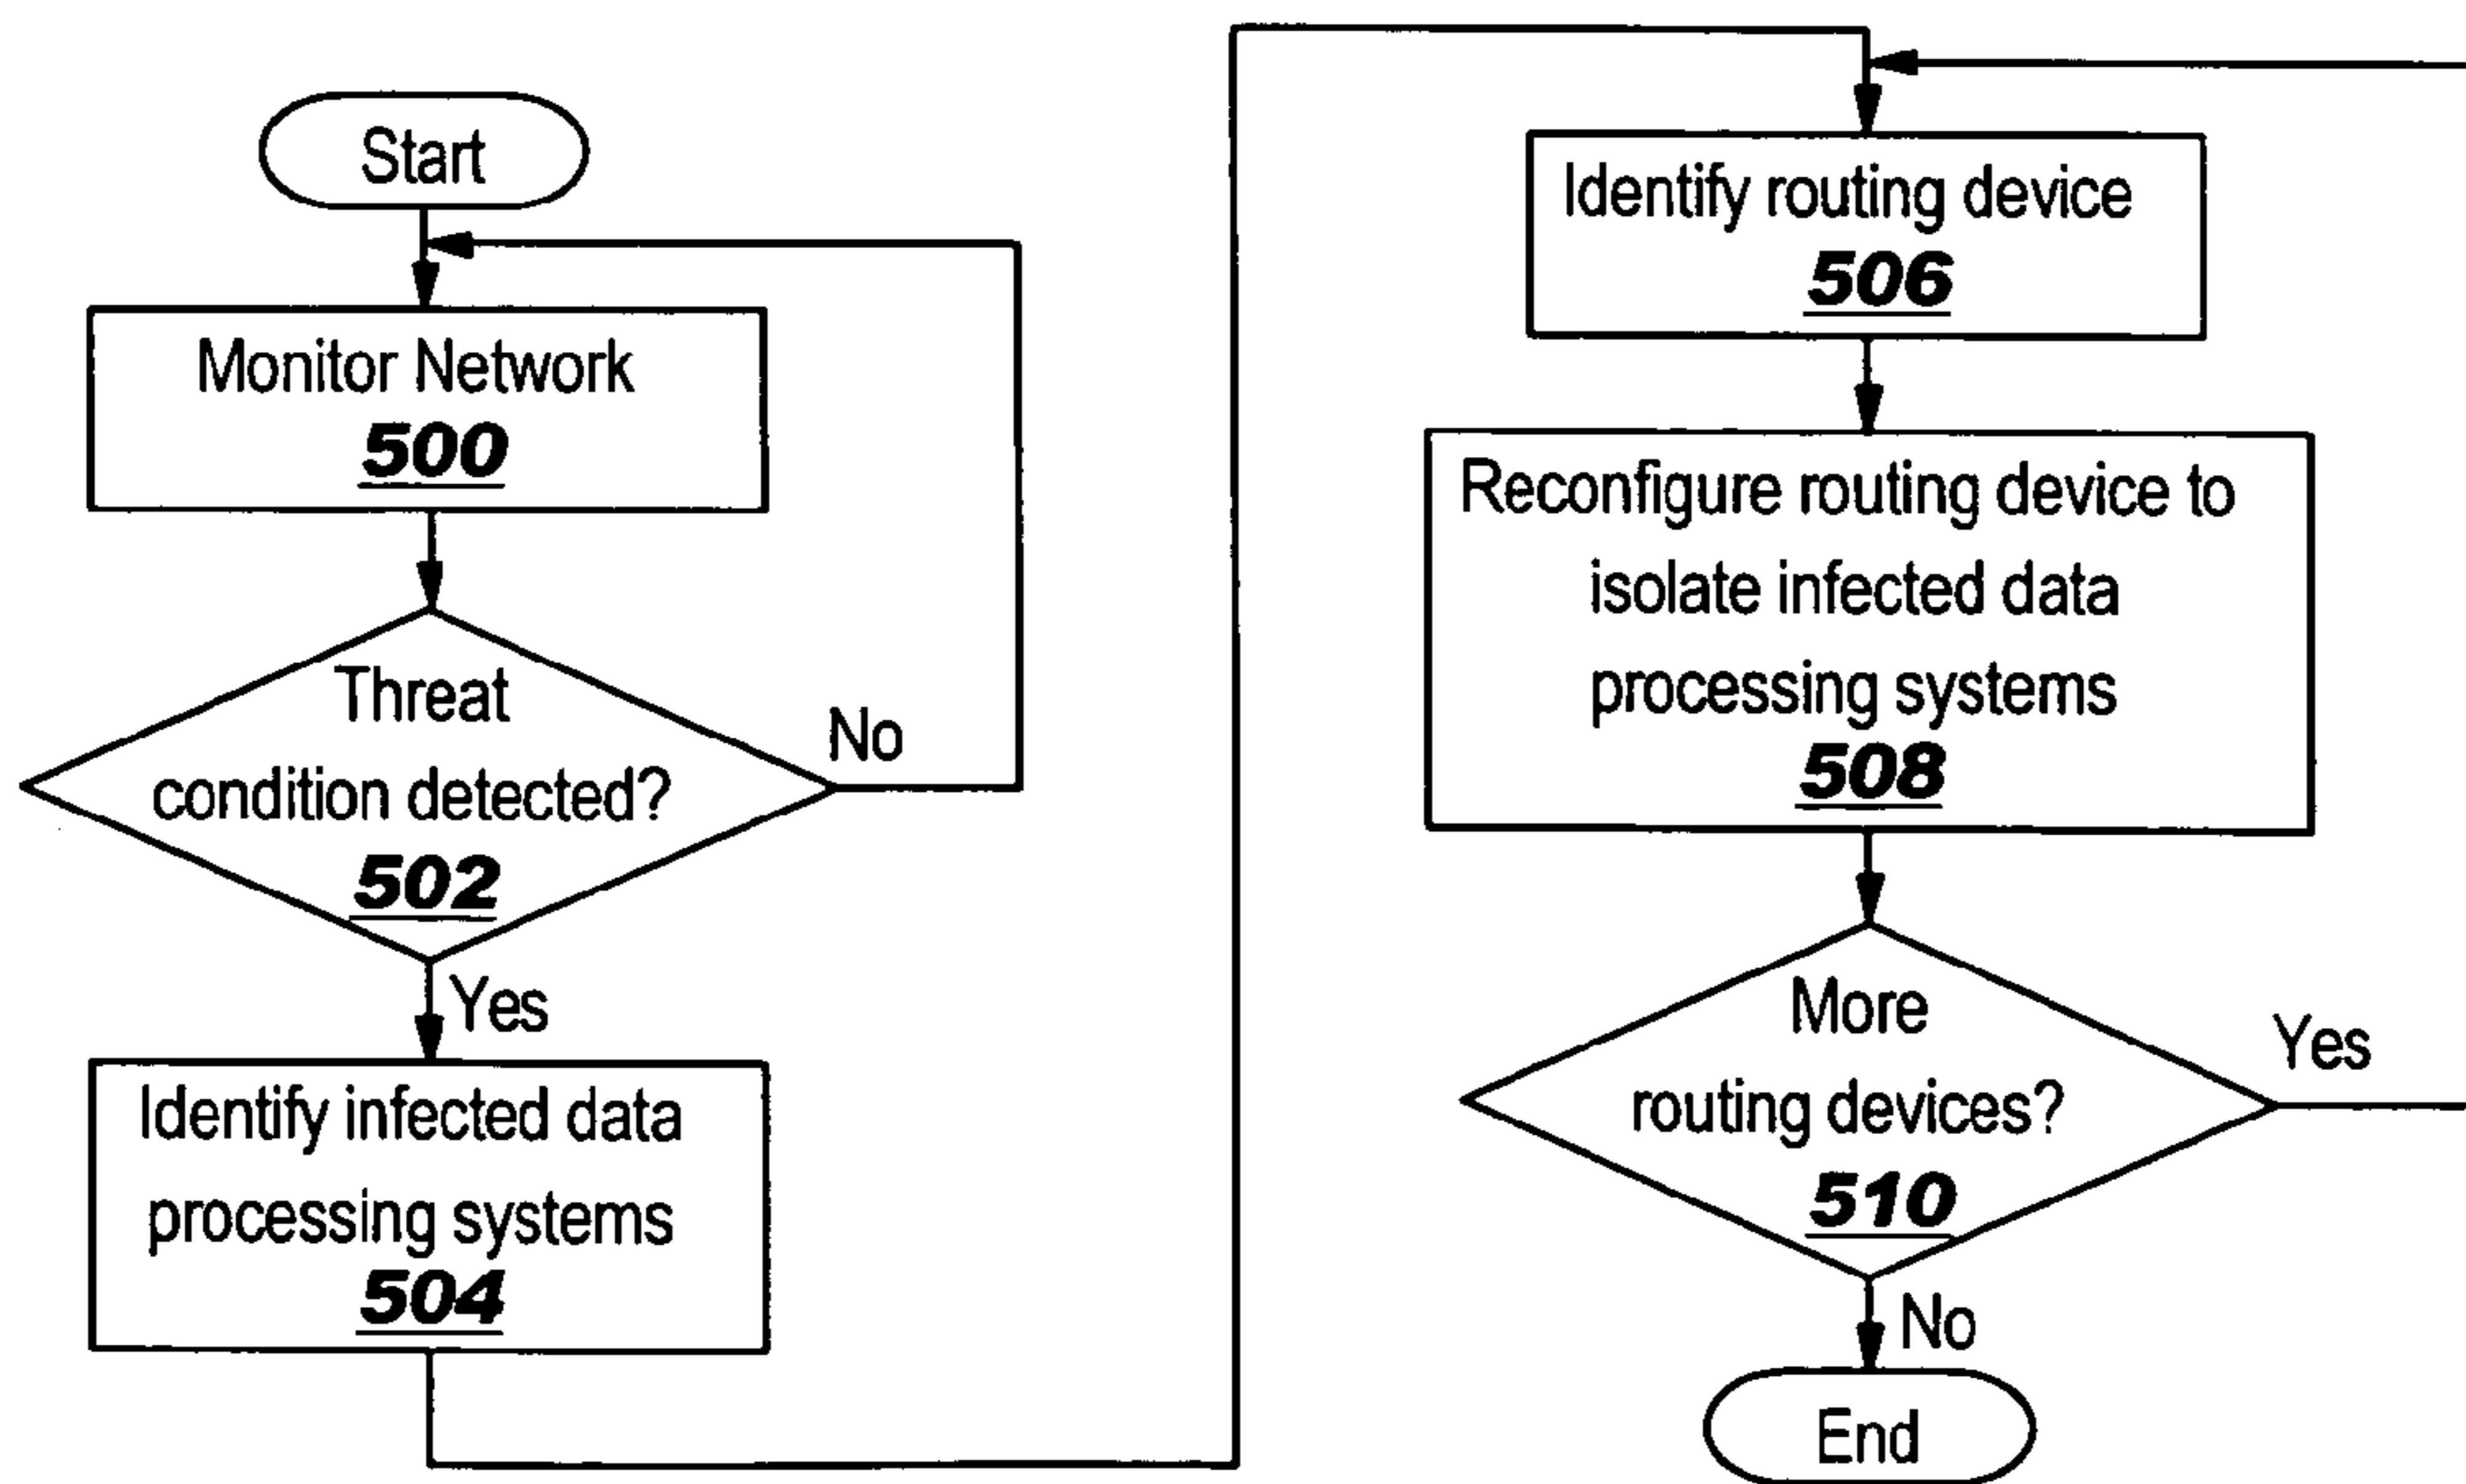 Start
Monitor Network
500
Threat
condition detected?
502
No
Yes
Identify infected data
processing systems
504
Identify routing device
506
Reconfigure routing device to
isolate infected data
processing systems
508
More
routing devices?
510
Yes
No
End